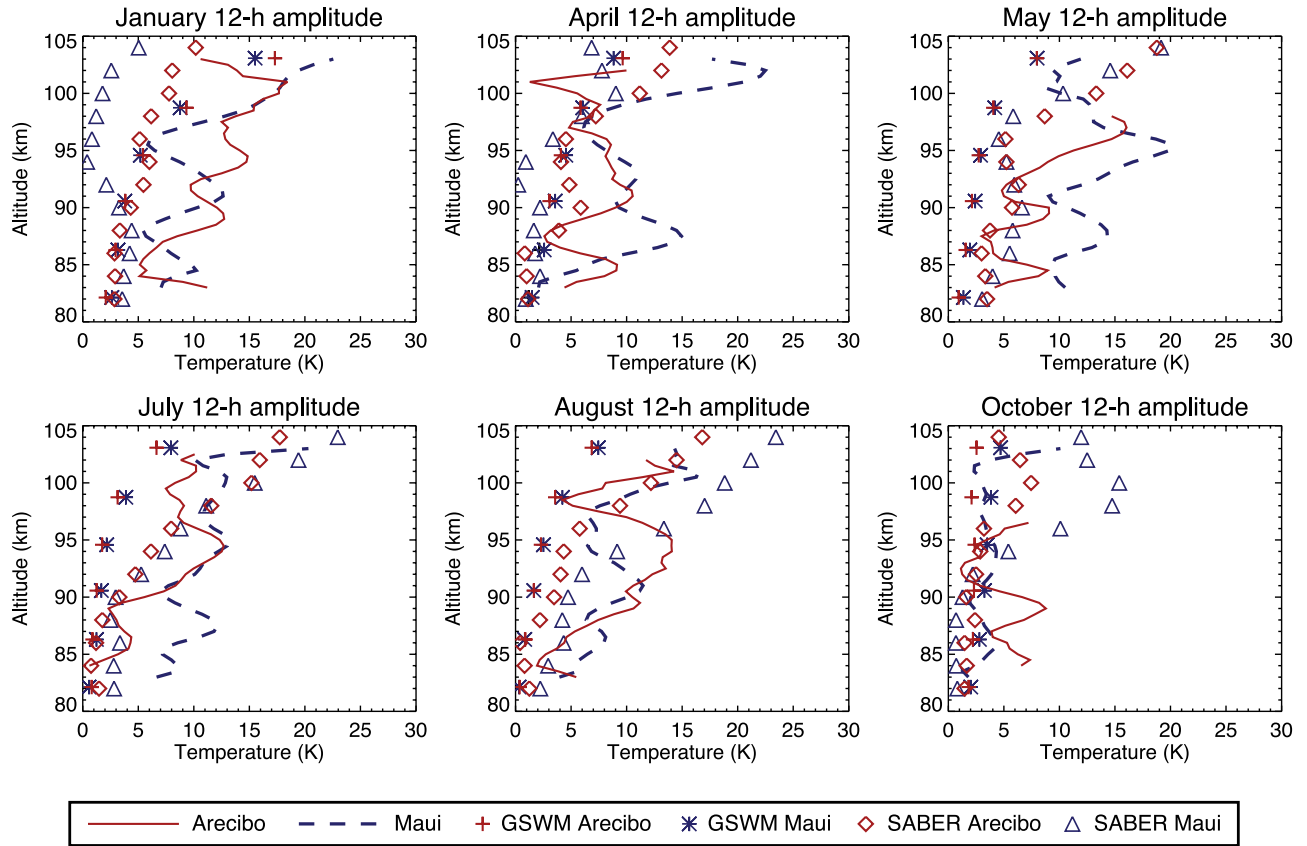 January 12-h amplitude
April 12-h amplitude
May 12-h amplitude
105
100
95
90
85
80
Altitude (km)
0 5 10 15 20 25 30
Temperature (K)
105
100
95
90
85
80
Altitude (km)
0 5 10 15 20 25 30
Temperature (K)
105
100
95
90
85
80
Altitude (km)
0 5 10 15 20 25 30
Temperature (K)
July 12-h amplitude
August 12-h amplitude
October 12-h amplitude
105
100
95
90
85
80
Altitude (km)
0 5 10 15 20 25 30
Temperature (K)
105
100
95
90
85
80
Altitude (km)
0 5 10 15 20 25 30
Temperature (K)
105
100
95
90
85
80
Altitude (km)
0 5 10 15 20 25 30
Temperature (K)
Arecibo Maui GSWM Arecibo GSWM Maui SABER Arecibo SABER Maui